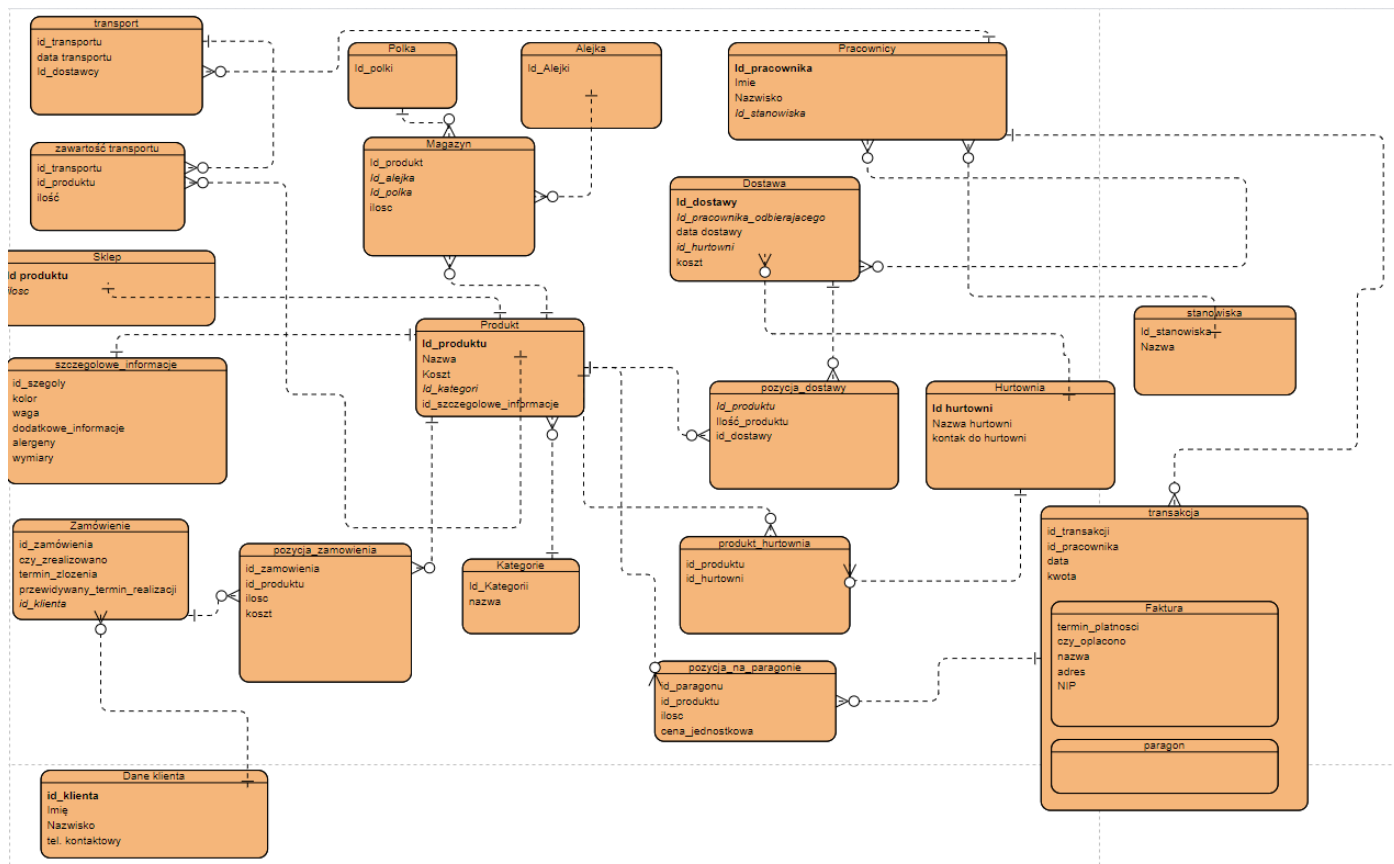 transport
id_transportu
data transportu
Id_dostawcy
Polka
Id_polki
Alejka
Id_Alejki
Pracownicy
Id_pracownika
Imie
Nazwisko
Id_stanowiska
zawartość transportu
id_transportu
id_produktu
ilość
Magazyn
Id_produkt
Id_alejka
Id_polka
ilosc
Dostawa
Id_dostawy
Id_pracownika_odbierajacego
data dostawy
id_hurtowni
koszt
Sklep
Id produktu
ilosc
stanowiska
Id_stanowiska
Nazwa
Produkt
Id_produktu
Nazwa
Koszt
Id_kategori
id_szczegolowe_informacje
szczegolowe_informacje
id_szegoly
kolor
waga
dodatkowe_informacje
alergeny
wymiary
pozycja_dostawy
Id_produktu
Ilość_produktu
id_dostawy
Hurtownia
Id hurtowni
Nazwa hurtowni
kontak do hurtowni
Zamówienie
id_zamówienia
czy_zrealizowano
termin_zlozenia
przewidywany_termin_realizacji
id_klienta
pozycja_zamowienia
id_zamowienia
id_produktu
ilosc
koszt
Kategorie
Id_Kategorii
nazwa
produkt_hurtownia
id_produktu
id_hurtowni
transakcja
id_transakcji
id_pracownika
data
kwota
Faktura
termin_platnosci
czy_oplacono
nazwa
adres
NIP
paragon
pozycja_na_paragonie
id_paragonu
id_produktu
ilosc
cena_jednostkowa
Dane klienta
id_klienta
Imię
Nazwisko
tel. kontaktowy